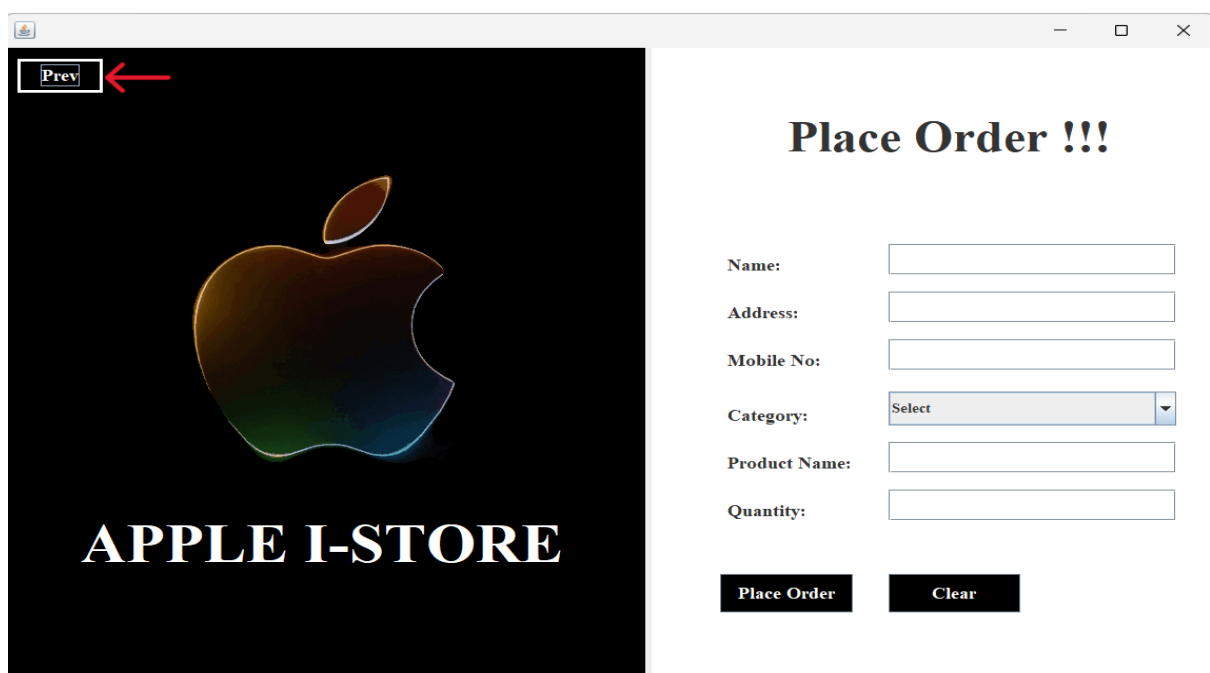 Prev
Place Order !!!
Name:
Address:
Mobile No:
Category:
Select
Product Name:
Quantity:
APPLE I-STORE
Place Order
Clear